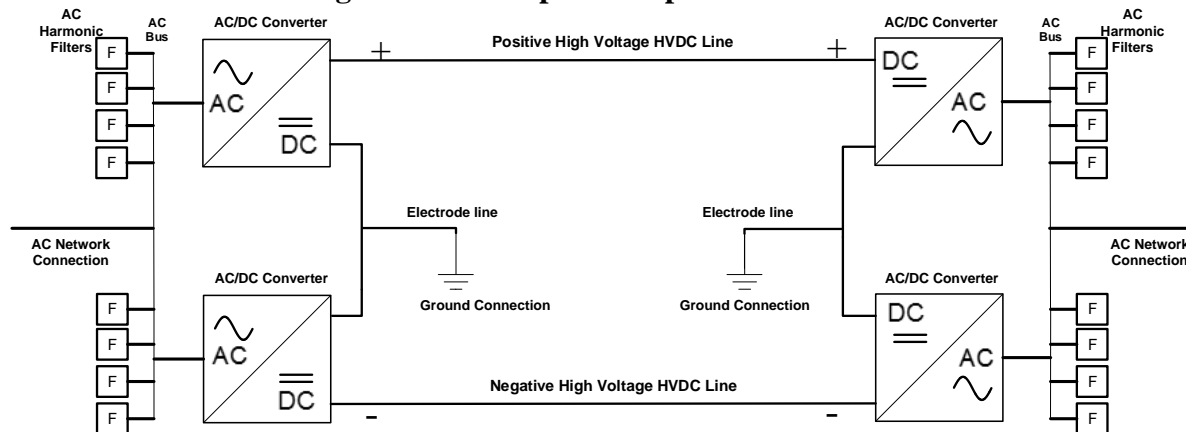 AC
Harmonic
Filters
AC
Bus
AC/DC Converter
Positive High Voltage HVDC Line
AC/DC Converter
AC
Bus
AC
Harmonic
Filters
F
F
F
F
AC
DC
+
+
DC
AC
F
F
F
F
Electrode line
Electrode line
AC Network
Connection
AC Network
Connection
Ground Connection
Ground Connection
AC/DC Converter
AC/DC Converter
F
F
F
F
AC
DC
-
Negative High Voltage HVDC Line
-
DC
AC
F
F
F
F